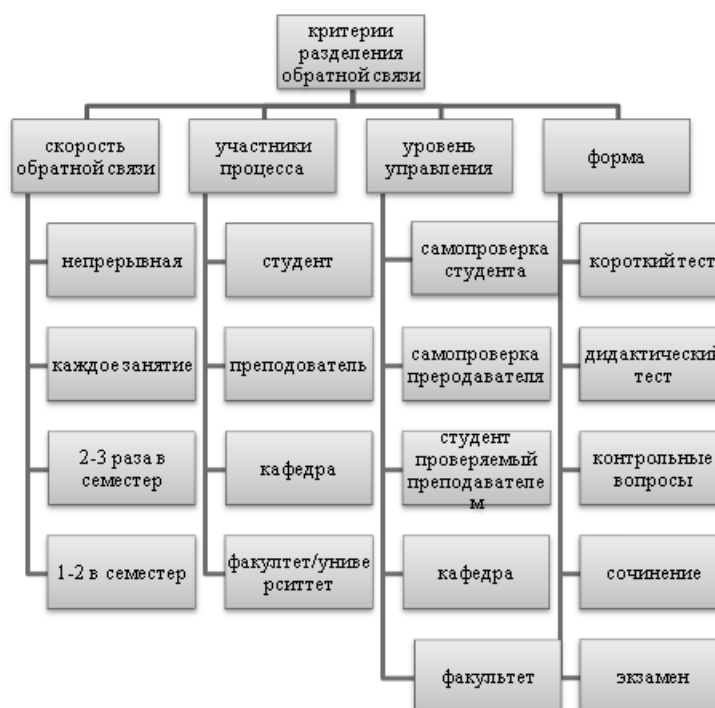 критерии
разделения
обратной связи
скорость
обратной связи
непрерывная
каждое занятие
2-3 раза в
семестер
1-2 в семестер
участники
процесса
студент
преподователь
кафедра
факултет/униве
рситтет
уровень
управления
самопроверка
студента
самопроверка
преродавателя
студент
проверяемый
преподавателе
м
кафедра
факультет
форма
короткий тест
дидактический
тест
контрольные
вопросы
сочинение
экзамен